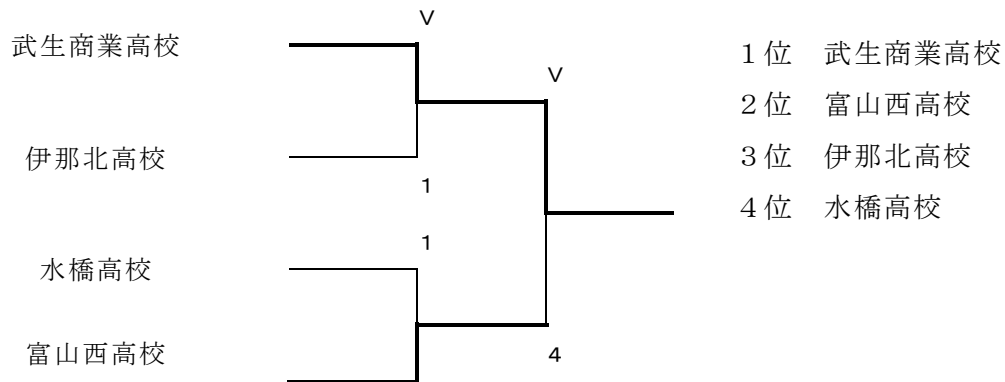 V
武生商業高校
V
伊那北高校
1
1
水橋高校
富山西高校
4
1位 武生商業高校
2位 富山西高校
3位 伊那北高校
4位 水橋高校